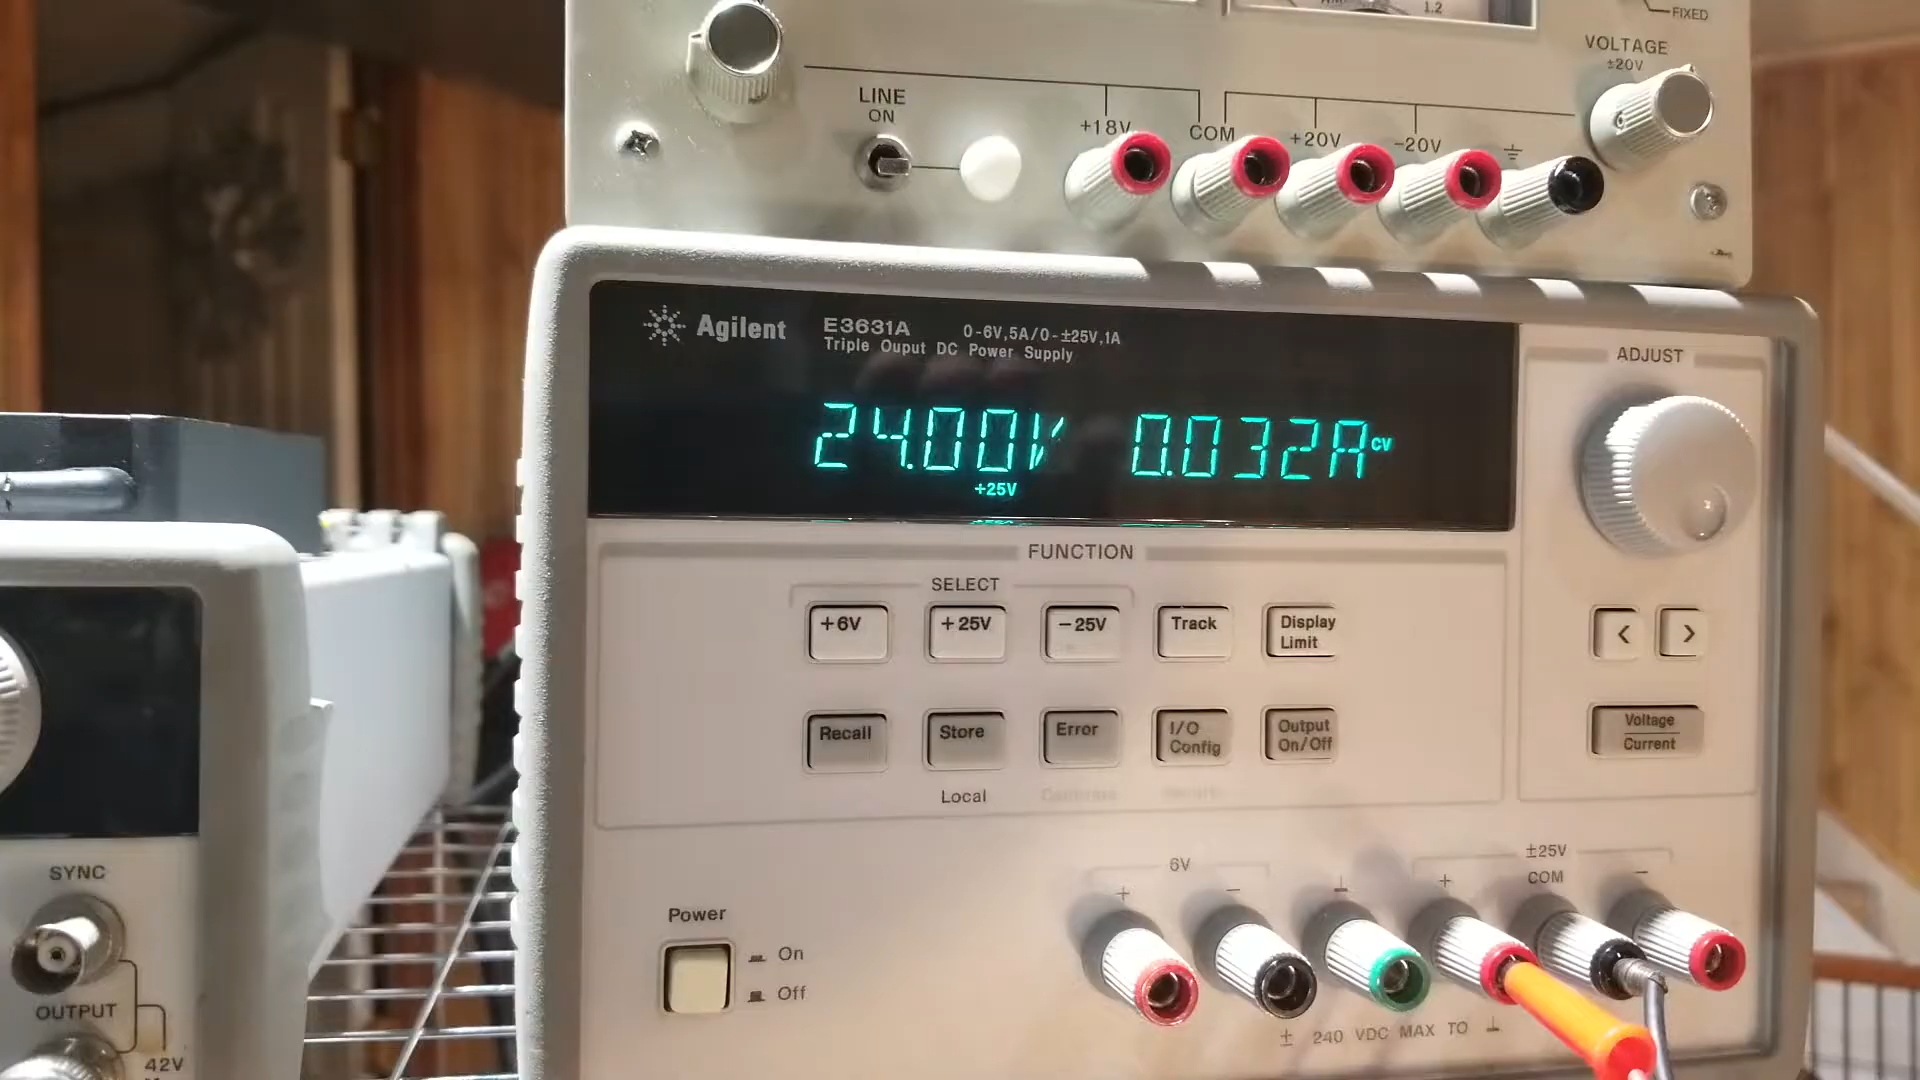 1.2
FIXED
VOLTAGE
±20V
LINE
ON
+18V
COM
+20V
-20V
Agilent
E3631A 0-6V,5A/0-±25V,1A
Triple Ouput DC Power Supply
ADJUST
24.00V 0.032A CV
+25V
FUNCTION
SELECT
+6V
+25V
-25V
Track
Display
Limit
< >
Recall
Store
Error
I/O
Config
Output
On/Off
Voltage
Current
Local
Power
On
Off
6V
+ -
±25V
+ COM -
± 240 VDC MAX TO
SYNC
OUTPUT
42V